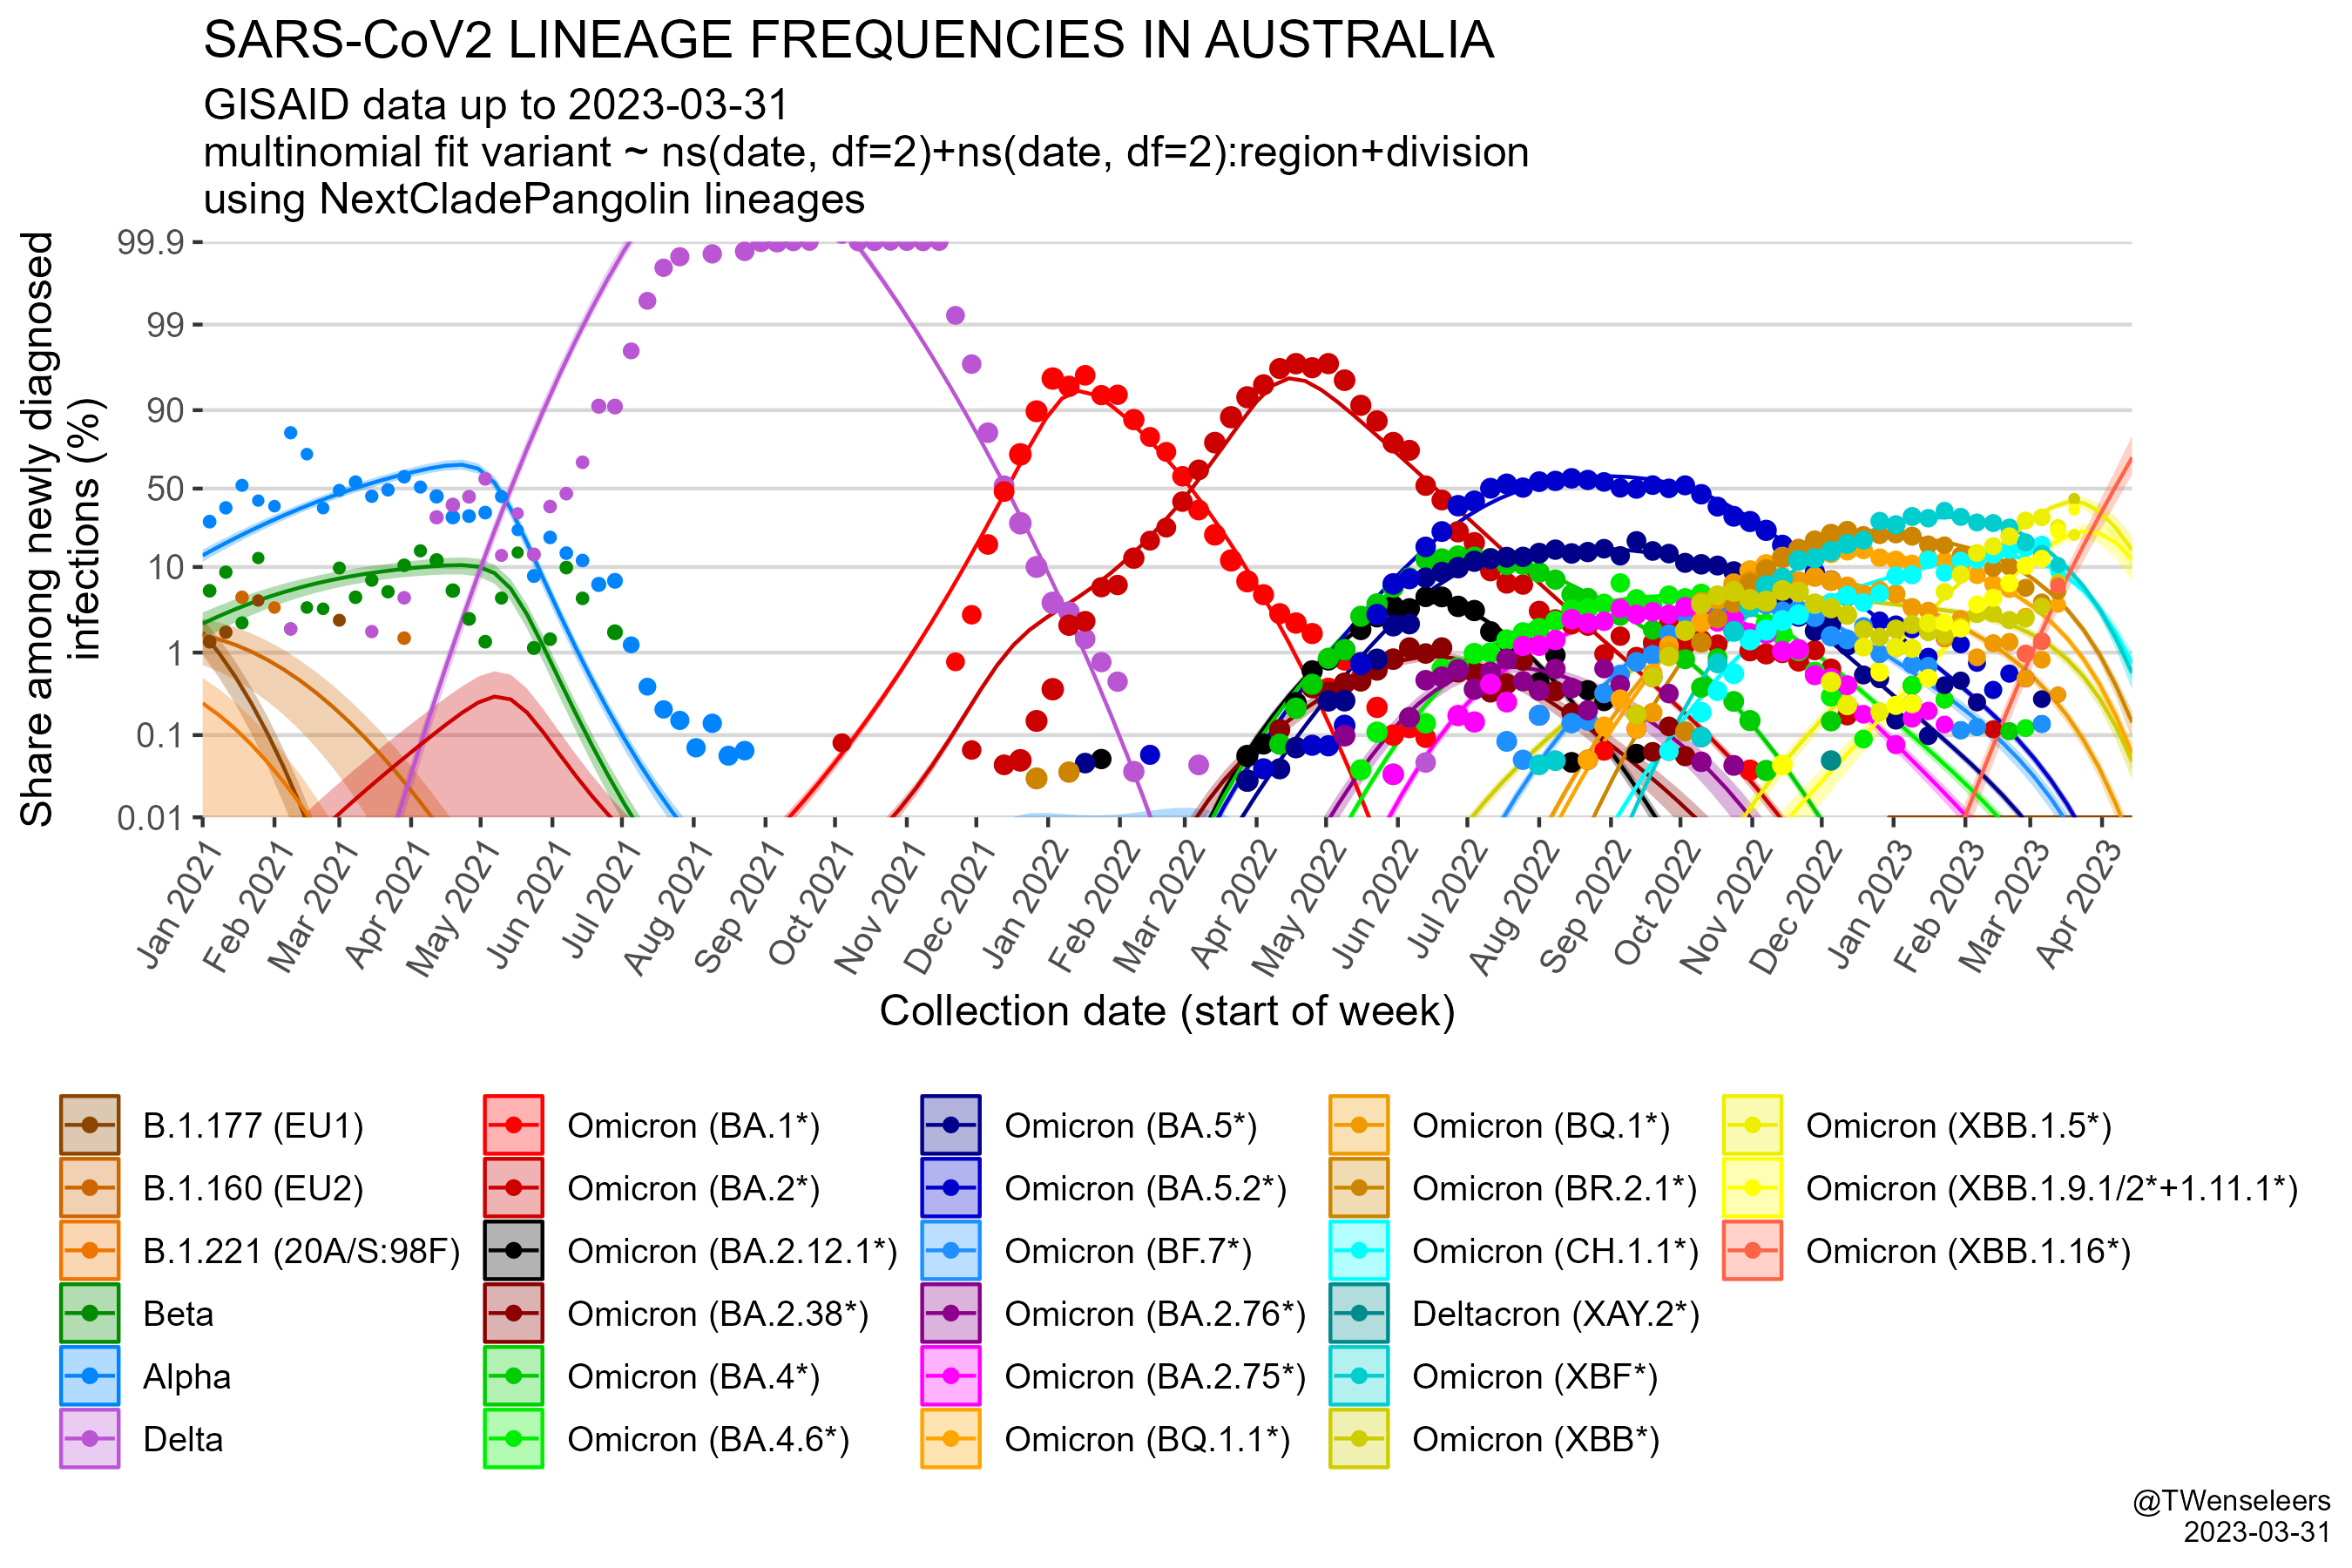 SARS-CoV2 LINEAGE FREQUENCIES IN AUSTRALIA
GISAID data up to 2023-03-31
multinomial fit variant ~ ns(date, df=2)+ns(date, df=2):region+division
using NextCladePangolin lineages
Share among newly diagnosed
infections (%)
99.9
99
90
50
10
1
0.1
0.01
Jan 2021
Feb 2021
Mar 2021
Apr 2021
May 2021
Jun 2021
Jul 2021
Aug 2021
Sep 2021
Oct 2021
Nov 2021
Dec 2021
Jan 2022
Feb 2022
Mar 2022
Apr 2022
May 2022
Jun 2022
Jul 2022
Aug 2022
Sep 2022
Oct 2022
Nov 2022
Dec 2022
Jan 2023
Feb 2023
Mar 2023
Apr 2023
Collection date (start of week)
B.1.177 (EU1)
B.1.160 (EU2)
B.1.221 (20A/S:98F)
Beta
Alpha
Delta
Omicron (BA.1*)
Omicron (BA.2*)
Omicron (BA.2.12.1*)
Omicron (BA.2.38*)
Omicron (BA.4*)
Omicron (BA.4.6*)
Omicron (BA.5*)
Omicron (BA.5.2*)
Omicron (BF.7*)
Omicron (BA.2.76*)
Omicron (BA.2.75*)
Omicron (BQ.1.1*)
Omicron (BQ.1*)
Omicron (BR.2.1*)
Omicron (CH.1.1*)
Deltacron (XAY.2*)
Omicron (XBF*)
Omicron (XBB*)
Omicron (XBB.1.5*)
Omicron (XBB.1.9.1/2*+1.11.1*)
Omicron (XBB.1.16*)
@TWenseleers
2023-03-31